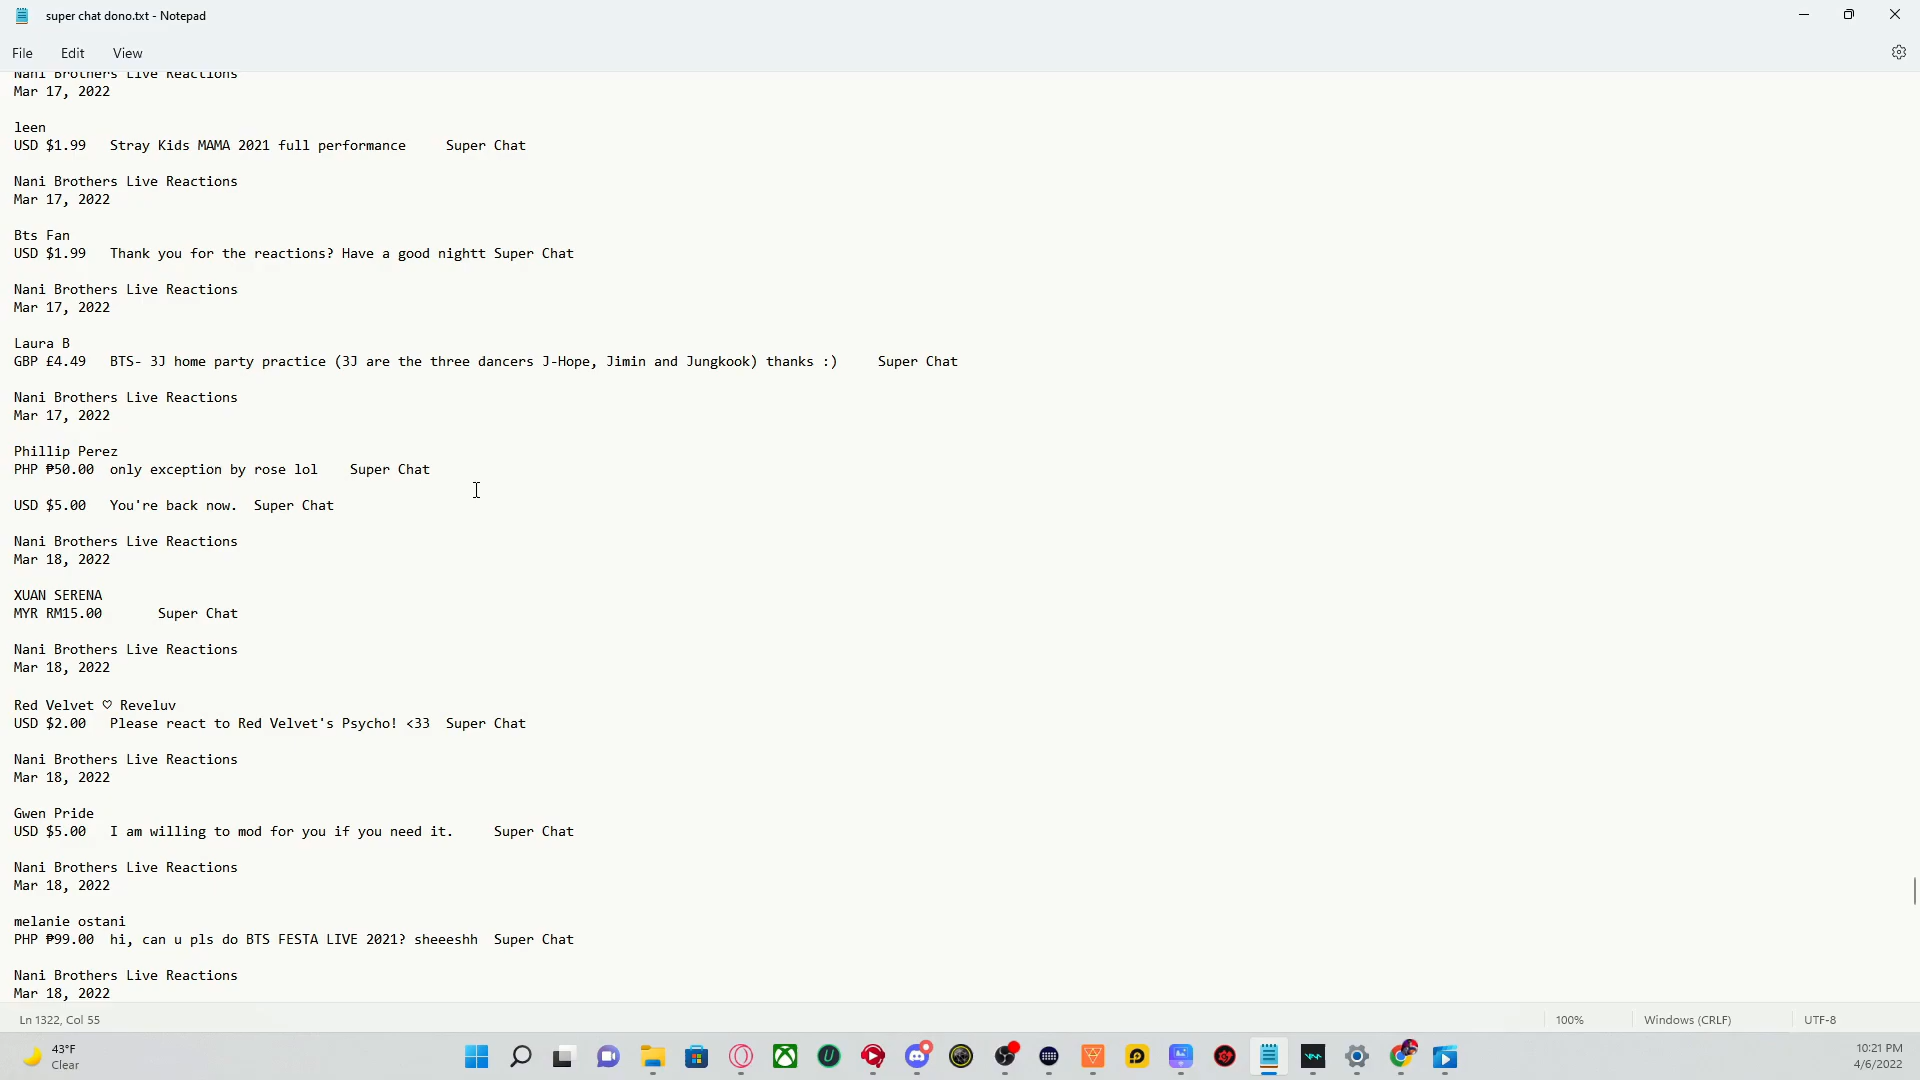 super chat dono.txt - Notepad
File Edit View
Nani Brothers Live Reactions
Mar 17, 2022
leen
USD $1.99 Stray Kids MAMA 2021 full performance Super Chat
Nani Brothers Live Reactions
Mar 17, 2022
Bts Fan
USD $1.99 Thank you for the reactions? Have a good nightt Super Chat
Nani Brothers Live Reactions
Mar 17, 2022
Laura B
GBP £4.49 BTS- 3J home party practice (3J are the three dancers J-Hope, Jimin and Jungkook) thanks :) Super Chat
Nani Brothers Live Reactions
Mar 17, 2022
Phillip Perez
PHP ₱50.00 only exception by rose lol Super Chat
USD $5.00 You're back now. Super Chat
Nani Brothers Live Reactions
Mar 18, 2022
XUAN SERENA
MYR RM15.00 Super Chat
Nani Brothers Live Reactions
Mar 18, 2022
Red Velvet ♡ Reveluv
USD $2.00 Please react to Red Velvet's Psycho! <33 Super Chat
Nani Brothers Live Reactions
Mar 18, 2022
Gwen Pride
USD $5.00 I am willing to mod for you if you need it. Super Chat
Nani Brothers Live Reactions
Mar 18, 2022
melanie ostani
PHP ₱99.00 hi, can u pls do BTS FESTA LIVE 2021? sheeeshh Super Chat
Nani Brothers Live Reactions
Mar 18, 2022
Ln 1322, Col 55 100% Windows (CRLF) UTF-8
43°F 10:21 PM
Clear 4/6/2022